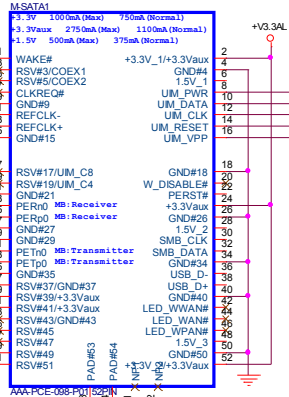 M-SATA1
+3.3V 1000mA(Max) 750mA(Normal)
+3.3Vaux 2750mA(Max) 1100mA(Normal)
+1.5V 500mA(Max) 375mA(Normal)
+V3.3AL
WAKE# +3.3V_1/+3.3Vaux 2
RSV#3/COEX1 GND#4 4
RSV#5/COEX2 1.5V_1 6
CLKREQ# UIM_PWR 8
GND#9 UIM_DATA 10
REFCLK- UIM_CLK 12
REFCLK+ UIM_RESET 14
GND#15 UIM_VPP 16
RSV#17/UIM_C8 GND#18 18
RSV#19/UIM_C4 W_DISABLE# 20
GND#21 PERST# 22
PERn0 MB:Receiver +3.3Vaux 24
PERp0 MB:Receiver GND#26 26
GND#27 1.5V_2 28
GND#29 SMB_CLK 30
PETn0 MB:Transmitter SMB_DATA 32
PETp0 MB:Transmitter GND#34 34
GND#35 USB_D- 36
RSV#37/GND#37 USB_D+ 38
RSV#39/+3.3Vaux GND#40 40
RSV#41/+3.3Vaux LED_WWAN# 42
RSV#43/GND#43 LED_WAN# 44
RSV#45 LED_WPAN# 46
RSV#47 1.5V_3 48
RSV#49 GND#50 50
RSV#51 +3.3V_2/+3.3Vaux 52
PAD#53
PAD#54
NP1
NP2
AAA-PCE-098-P01|52PIN